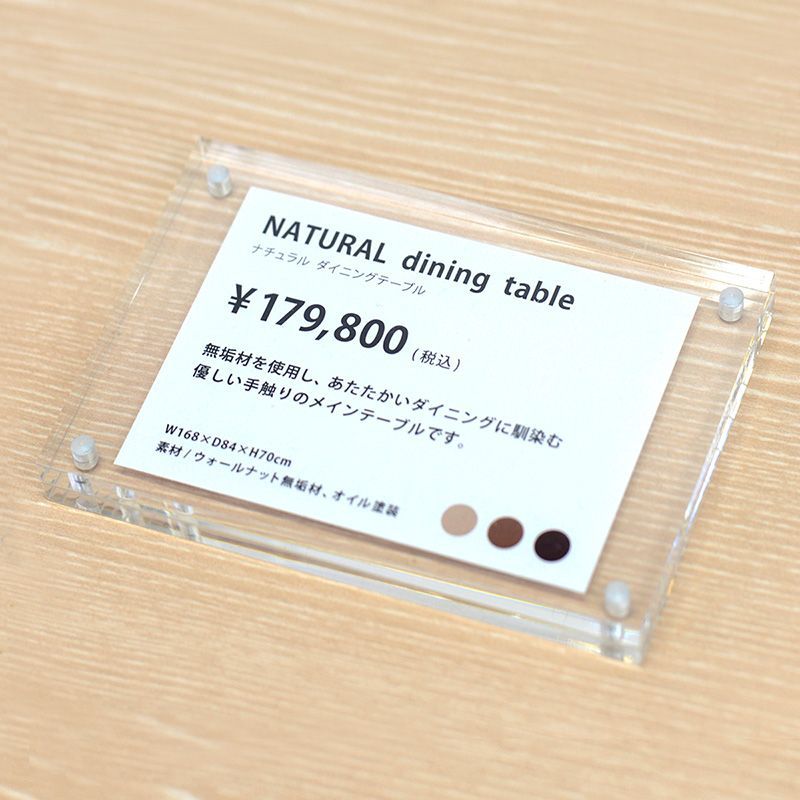 NATURAL dining table
ナチュラル ダイニングテーブル
¥179,800(税込)
無垢材を使用し、あたたかいダイニングに馴染む
優しい手触りのメインテーブルです。
W168×D84×H70cm
素材/ウォールナット無垢材、オイル塗装